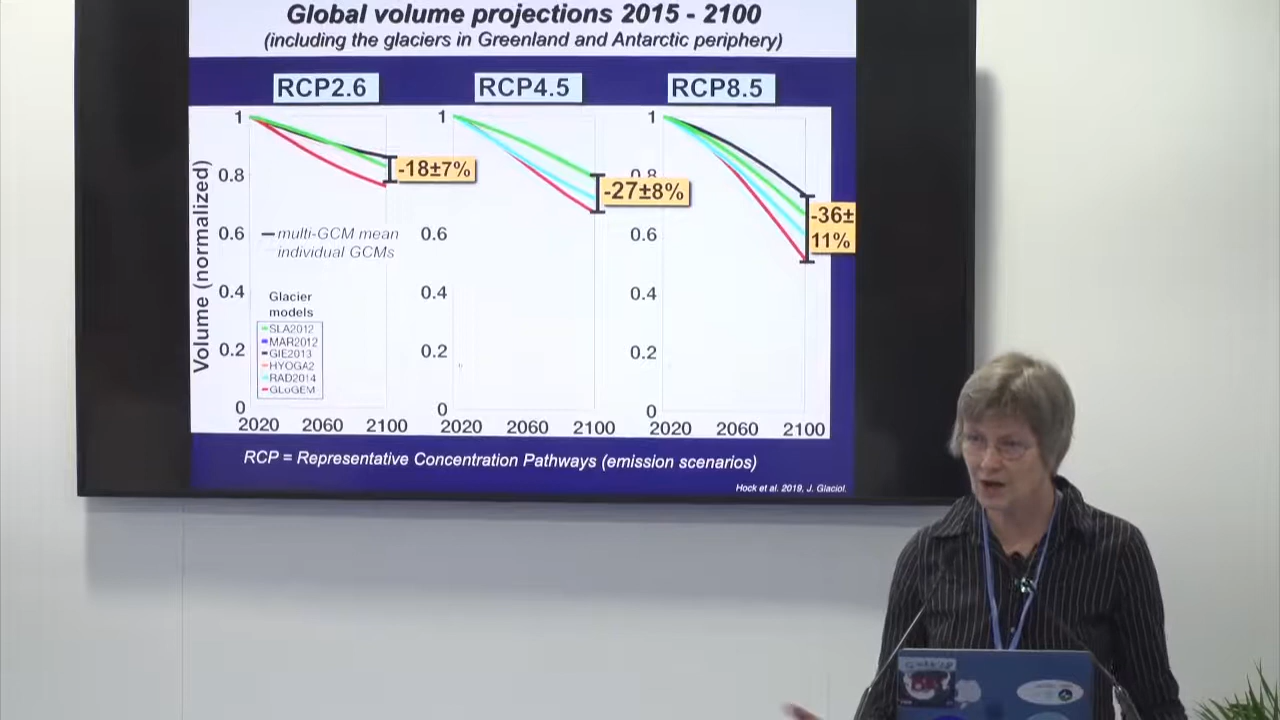 Global volume projections 2015 - 2100
(including the glaciers in Greenland and Antarctic periphery)
RCP2.6
RCP4.5
RCP8.5
Volume (normalized)
1
0.8
0.6
0.4
0.2
0
2020 2060 2100
-18±7%
multi-GCM mean
individual GCMs
Glacier
models
SLA2012
MAR2012
GIE2013
HYOGA2
RAD2014
GLoGEM
1
0.6
0.4
0.2
0
2020 2060 2100
-27±8%
1
0.8
0.6
0.4
0.2
0
2020 2060 2100
-36±
11%
RCP = Representative Concentration Pathways (emission scenarios)
Hock et al. 2019, J. Glaciol.